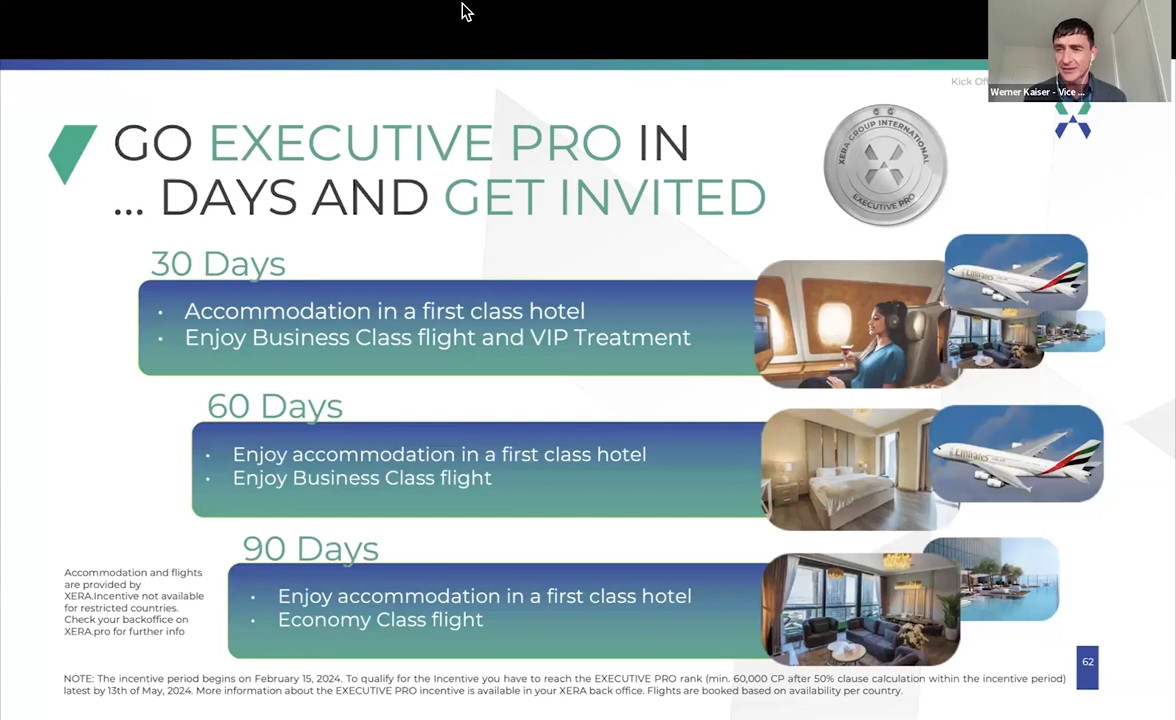 Kick Of
Werner Kaiser - Vice ...
GO EXECUTIVE PRO IN
... DAYS AND GET INVITED
XERA GROUP INTERNATIONAL
EXECUTIVE PRO
30 Days
• Accommodation in a first class hotel
• Enjoy Business Class flight and VIP Treatment
Emirates
60 Days
• Enjoy accommodation in a first class hotel
• Enjoy Business Class flight
Emirates
90 Days
• Enjoy accommodation in a first class hotel
• Economy Class flight
Accommodation and flights
are provided by
XERA.Incentive not available
for restricted countries.
Check your backoffice on
XERA.pro for further info
62
NOTE: The incentive period begins on February 15, 2024. To qualify for the Incentive you have to reach the EXECUTIVE PRO rank (min. 60,000 CP after 50% clause calculation within the incentive period)
latest by 13th of May, 2024. More information about the EXECUTIVE PRO incentive is available in your XERA back office. Flights are booked based on availability per country.